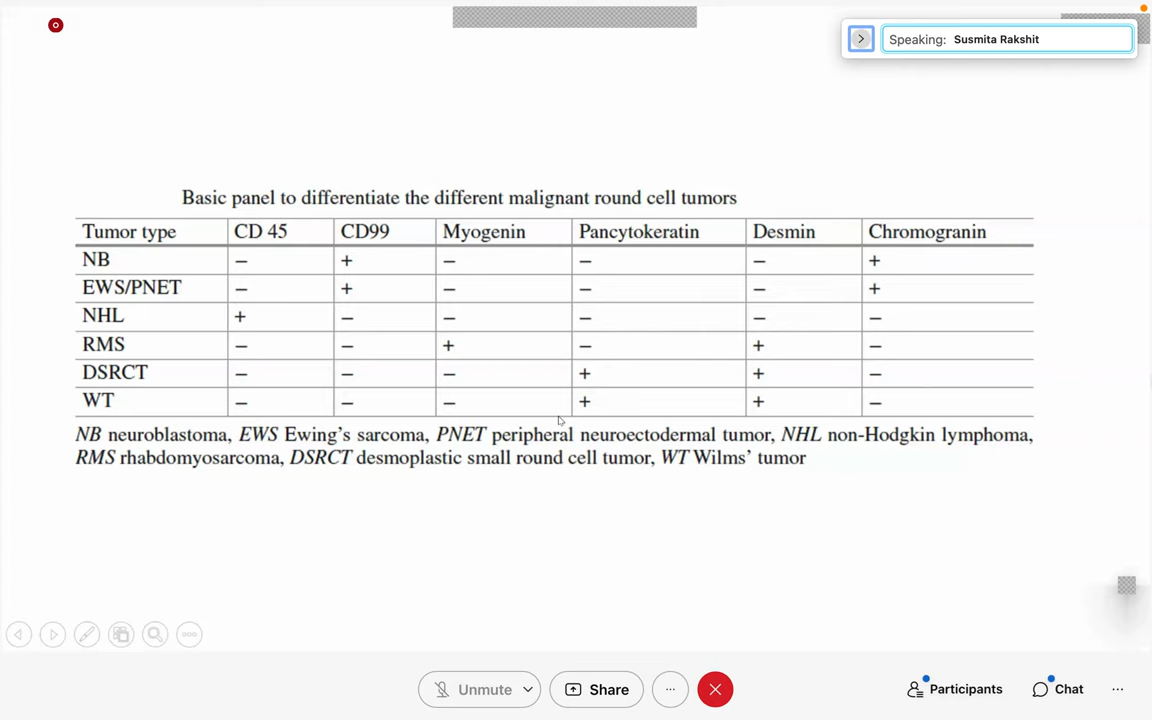 Speaking: Susmita Rakshit
Basic panel to differentiate the different malignant round cell tumors
Tumor type CD 45 CD99 Myogenin Pancytokeratin Desmin Chromogranin
NB – + – – – +
EWS/PNET – + – – – +
NHL + – – – – –
RMS – – + – + –
DSRCT – – – + + –
WT – – – + + –
NB neuroblastoma, EWS Ewing's sarcoma, PNET peripheral neuroectodermal tumor, NHL non-Hodgkin lymphoma,
RMS rhabdomyosarcoma, DSRCT desmoplastic small round cell tumor, WT Wilms' tumor
Unmute Share Participants Chat